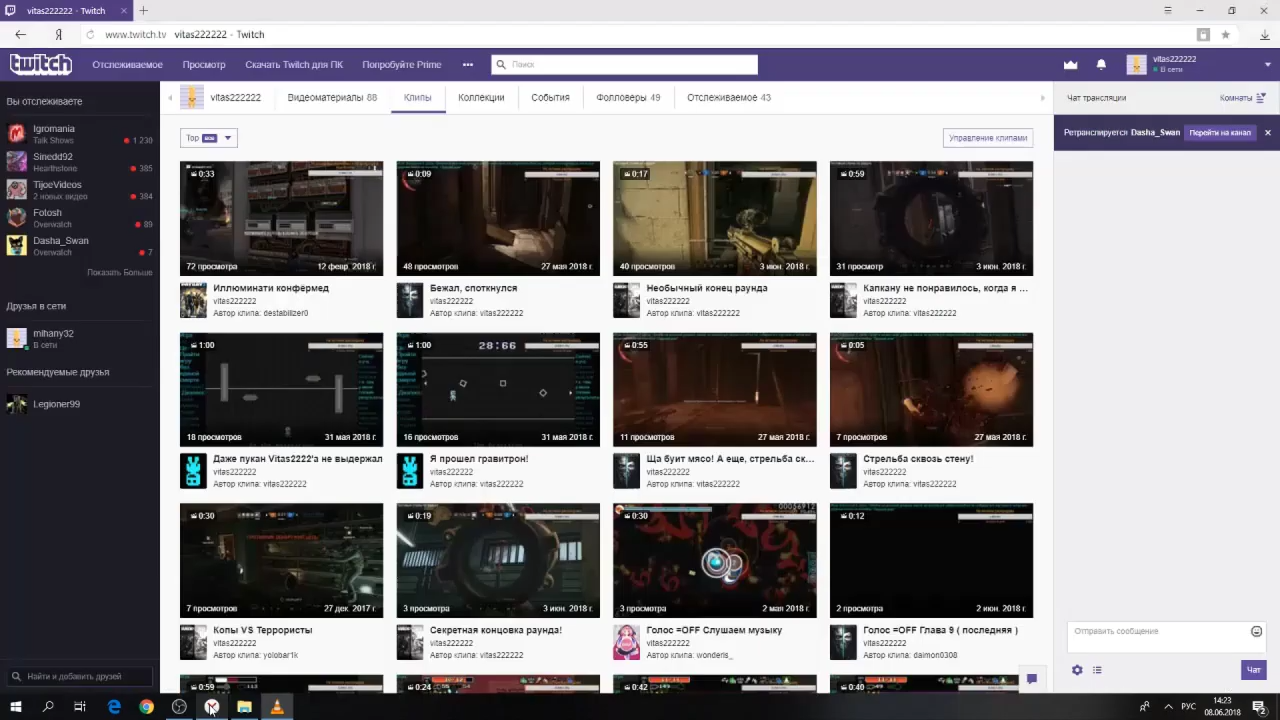 vitas222222 - Twitch
www.twitch.tv vitas222222 - Twitch
twitch
Отслеживаемое
Просмотр
Скачать Twitch для ПК
Попробуйте Prime
Поиск
vitas222222
В сети
Вы отслеживаете
Igromania
Talk Shows
1 230
Sinedd92
Hearthstone
385
TijoeVideos
2 новых видео
384
Fotosh
Overwatch
89
Dasha_Swan
Overwatch
7
Показать Больше
Друзья в сети
mihany32
В сети
Рекомендуемые друзья
Legioner99
Найти и добавить друзей
vitas222222
Видеоматериалы 88
Клипы
Коллекции
События
Фолловеры 49
Отслеживаемое 43
Top
Управление клипами
0:33
72 просмотра
12 февр. 2018 г.
Иллюминати конфёрмед
vitas222222
Автор клипа: destabilizer0
0:09
48 просмотров
27 мая 2018 г.
Бежал, споткнулся
vitas222222
Автор клипа: vitas222222
0:17
40 просмотров
3 июн. 2018 г.
Необычный конец раунда
vitas222222
Автор клипа: vitas222222
0:59
31 просмотр
3 июн. 2018 г.
Капкану не понравилось, когда я ...
vitas222222
Автор клипа: vitas222222
1:00
18 просмотров
31 мая 2018 г.
Даже пукан Vitas2222'а не выдержал
vitas222222
Автор клипа: vitas222222
1:00
28:66
16 просмотров
31 мая 2018 г.
Я прошел гравитрон!
vitas222222
Автор клипа: vitas222222
0:55
11 просмотров
27 мая 2018 г.
Ща буит мясо! А еще, стрельба ск...
vitas222222
Автор клипа: vitas222222
0:05
7 просмотров
27 мая 2018 г.
Стрельба сквозь стену!
vitas222222
Автор клипа: vitas222222
0:30
7 просмотров
27 дек. 2017 г.
Копы VS Террористы
vitas222222
Автор клипа: yolobar1k
0:19
3 просмотров
3 июн. 2018 г.
Секретная концовка раунда!
vitas222222
Автор клипа: vitas222222
0:30
00056912
3 просмотров
2 мая 2018 г.
Голос =OFF Слушаем музыку
vitas222222
Автор клипа: wonderis_
0:12
2 просмотров
2 июн. 2018 г.
Голос =OFF Глава 9 ( последняя )
vitas222222
Автор клипа: daimon0308
0:59
0:24
0:42
0:40
Чат трансляции
Комнаты
Ретранслируется Dasha_Swan
Перейти на канал
Отправить сообщение
Чат
РУС
14:23
08.06.2018